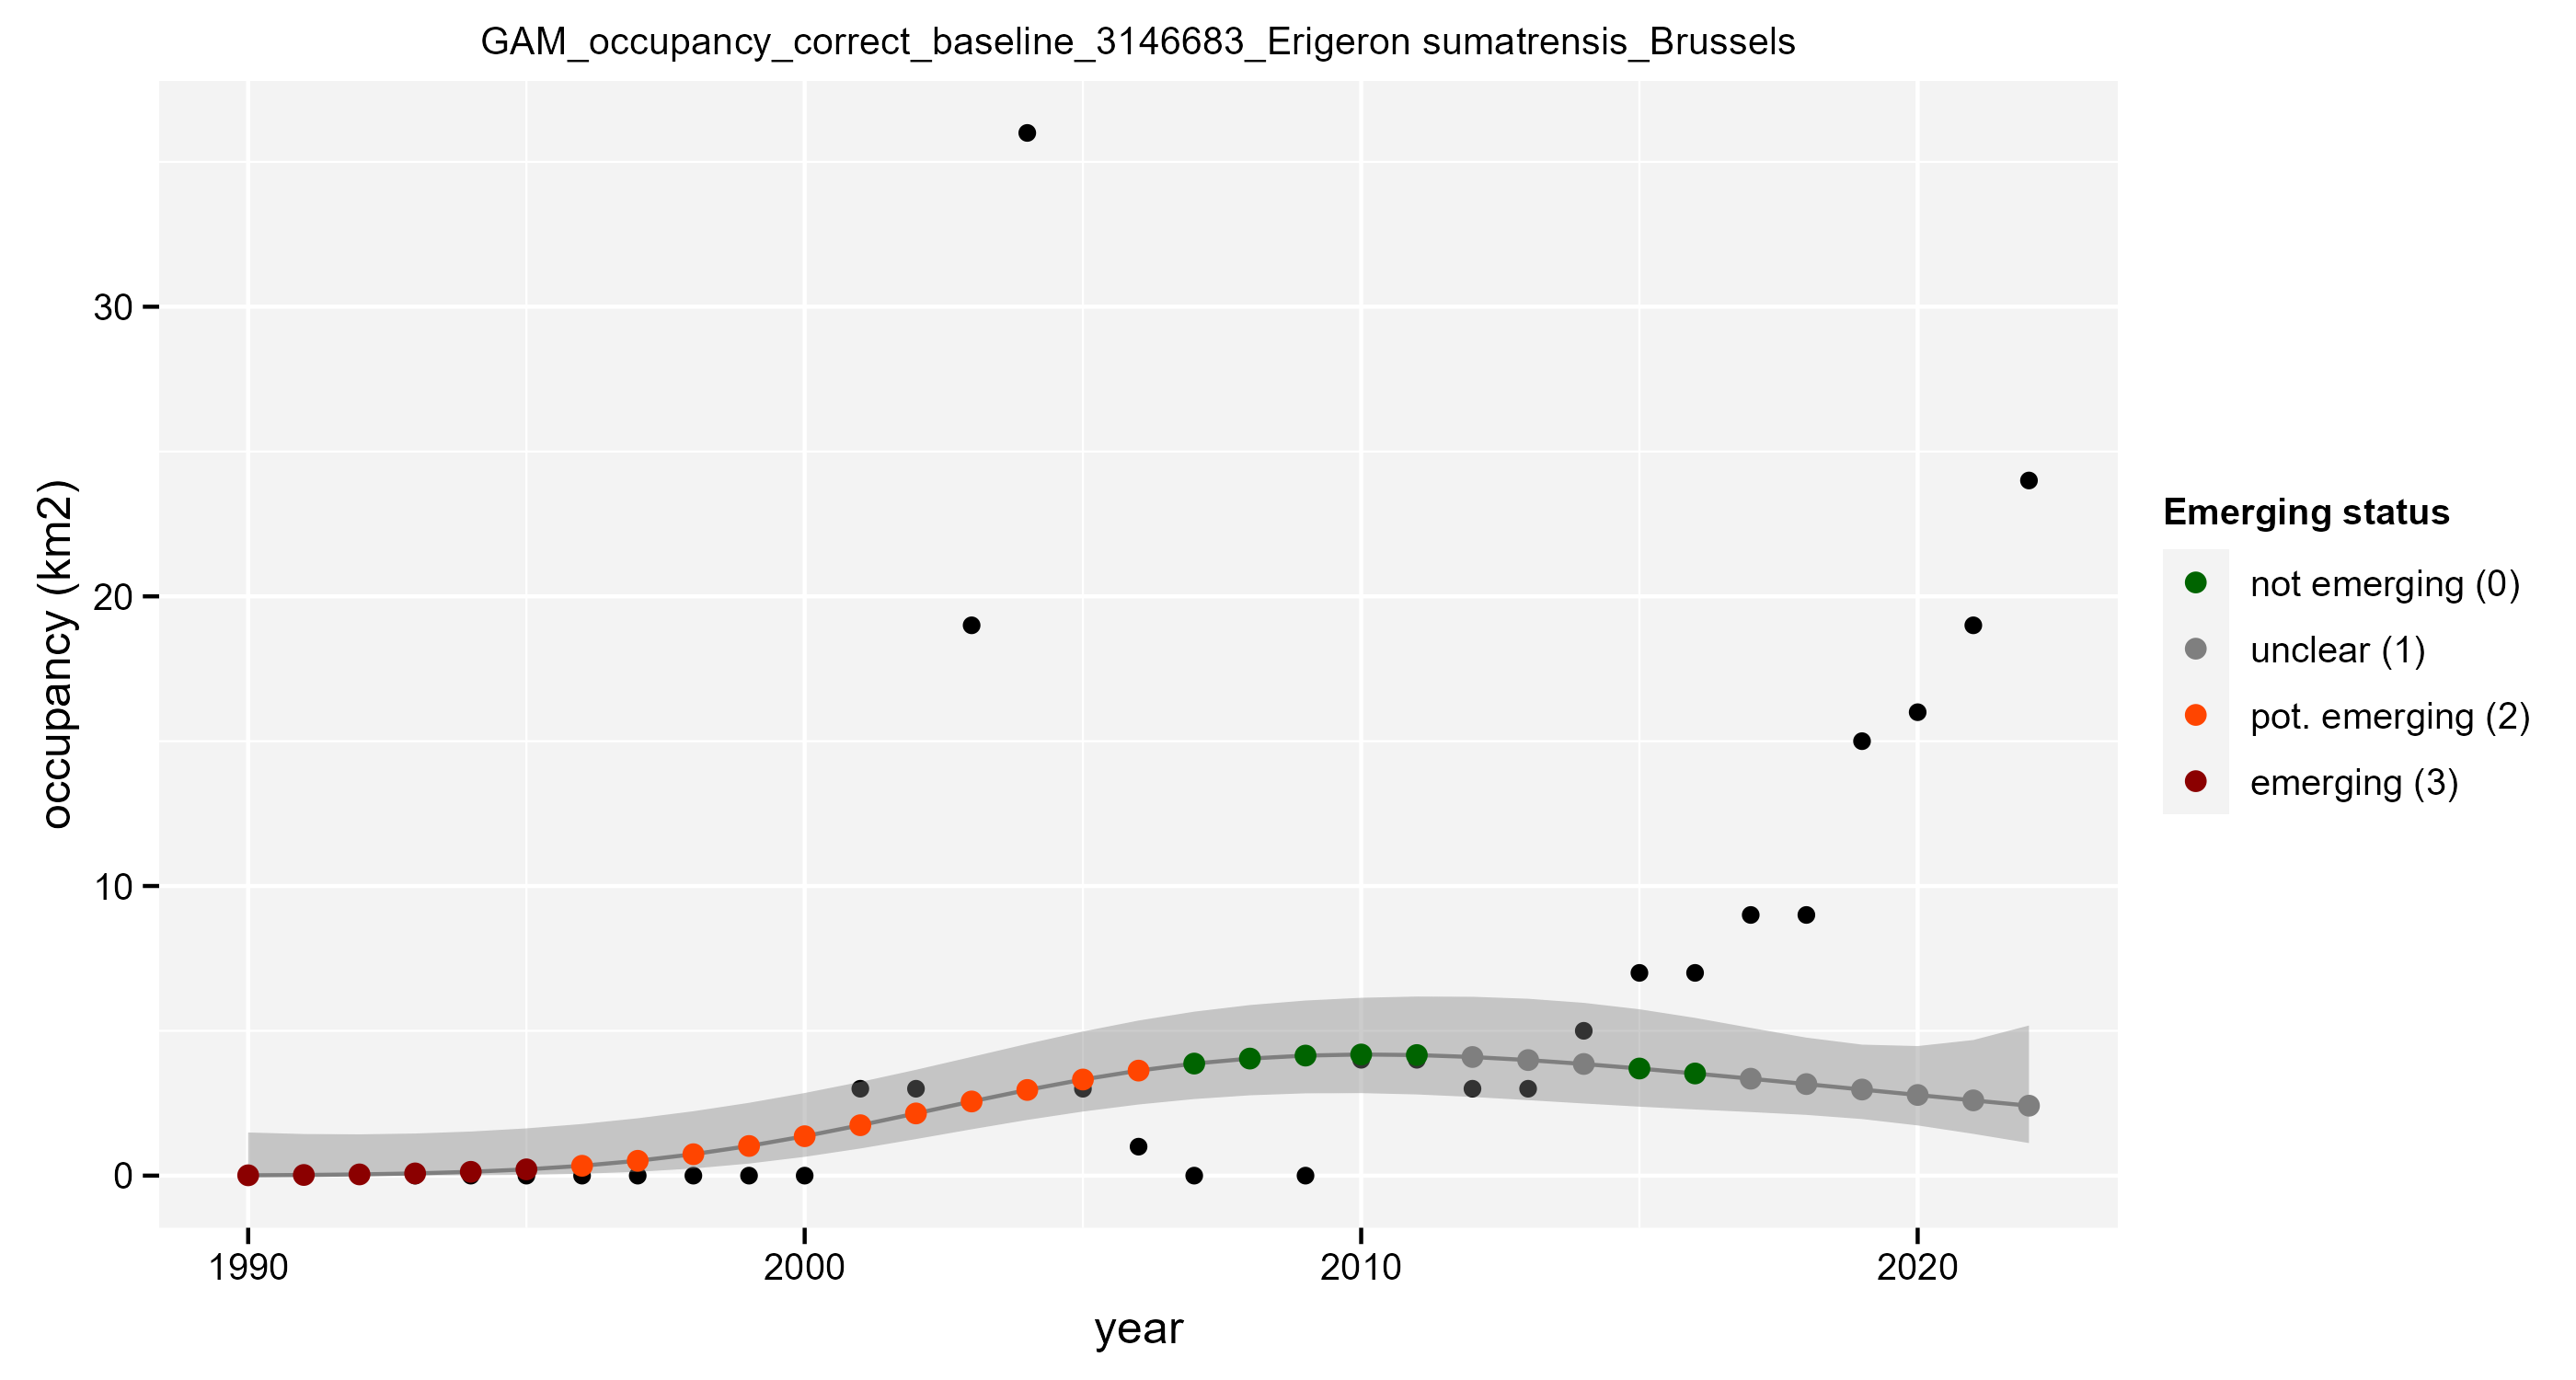 GAM_occupancy_correct_baseline_3146683_Erigeron sumatrensis_Brussels
occupancy (km2)
30
20
10
0
1990
2000
2010
2020
year
Emerging status
not emerging (0)
unclear (1)
pot. emerging (2)
emerging (3)